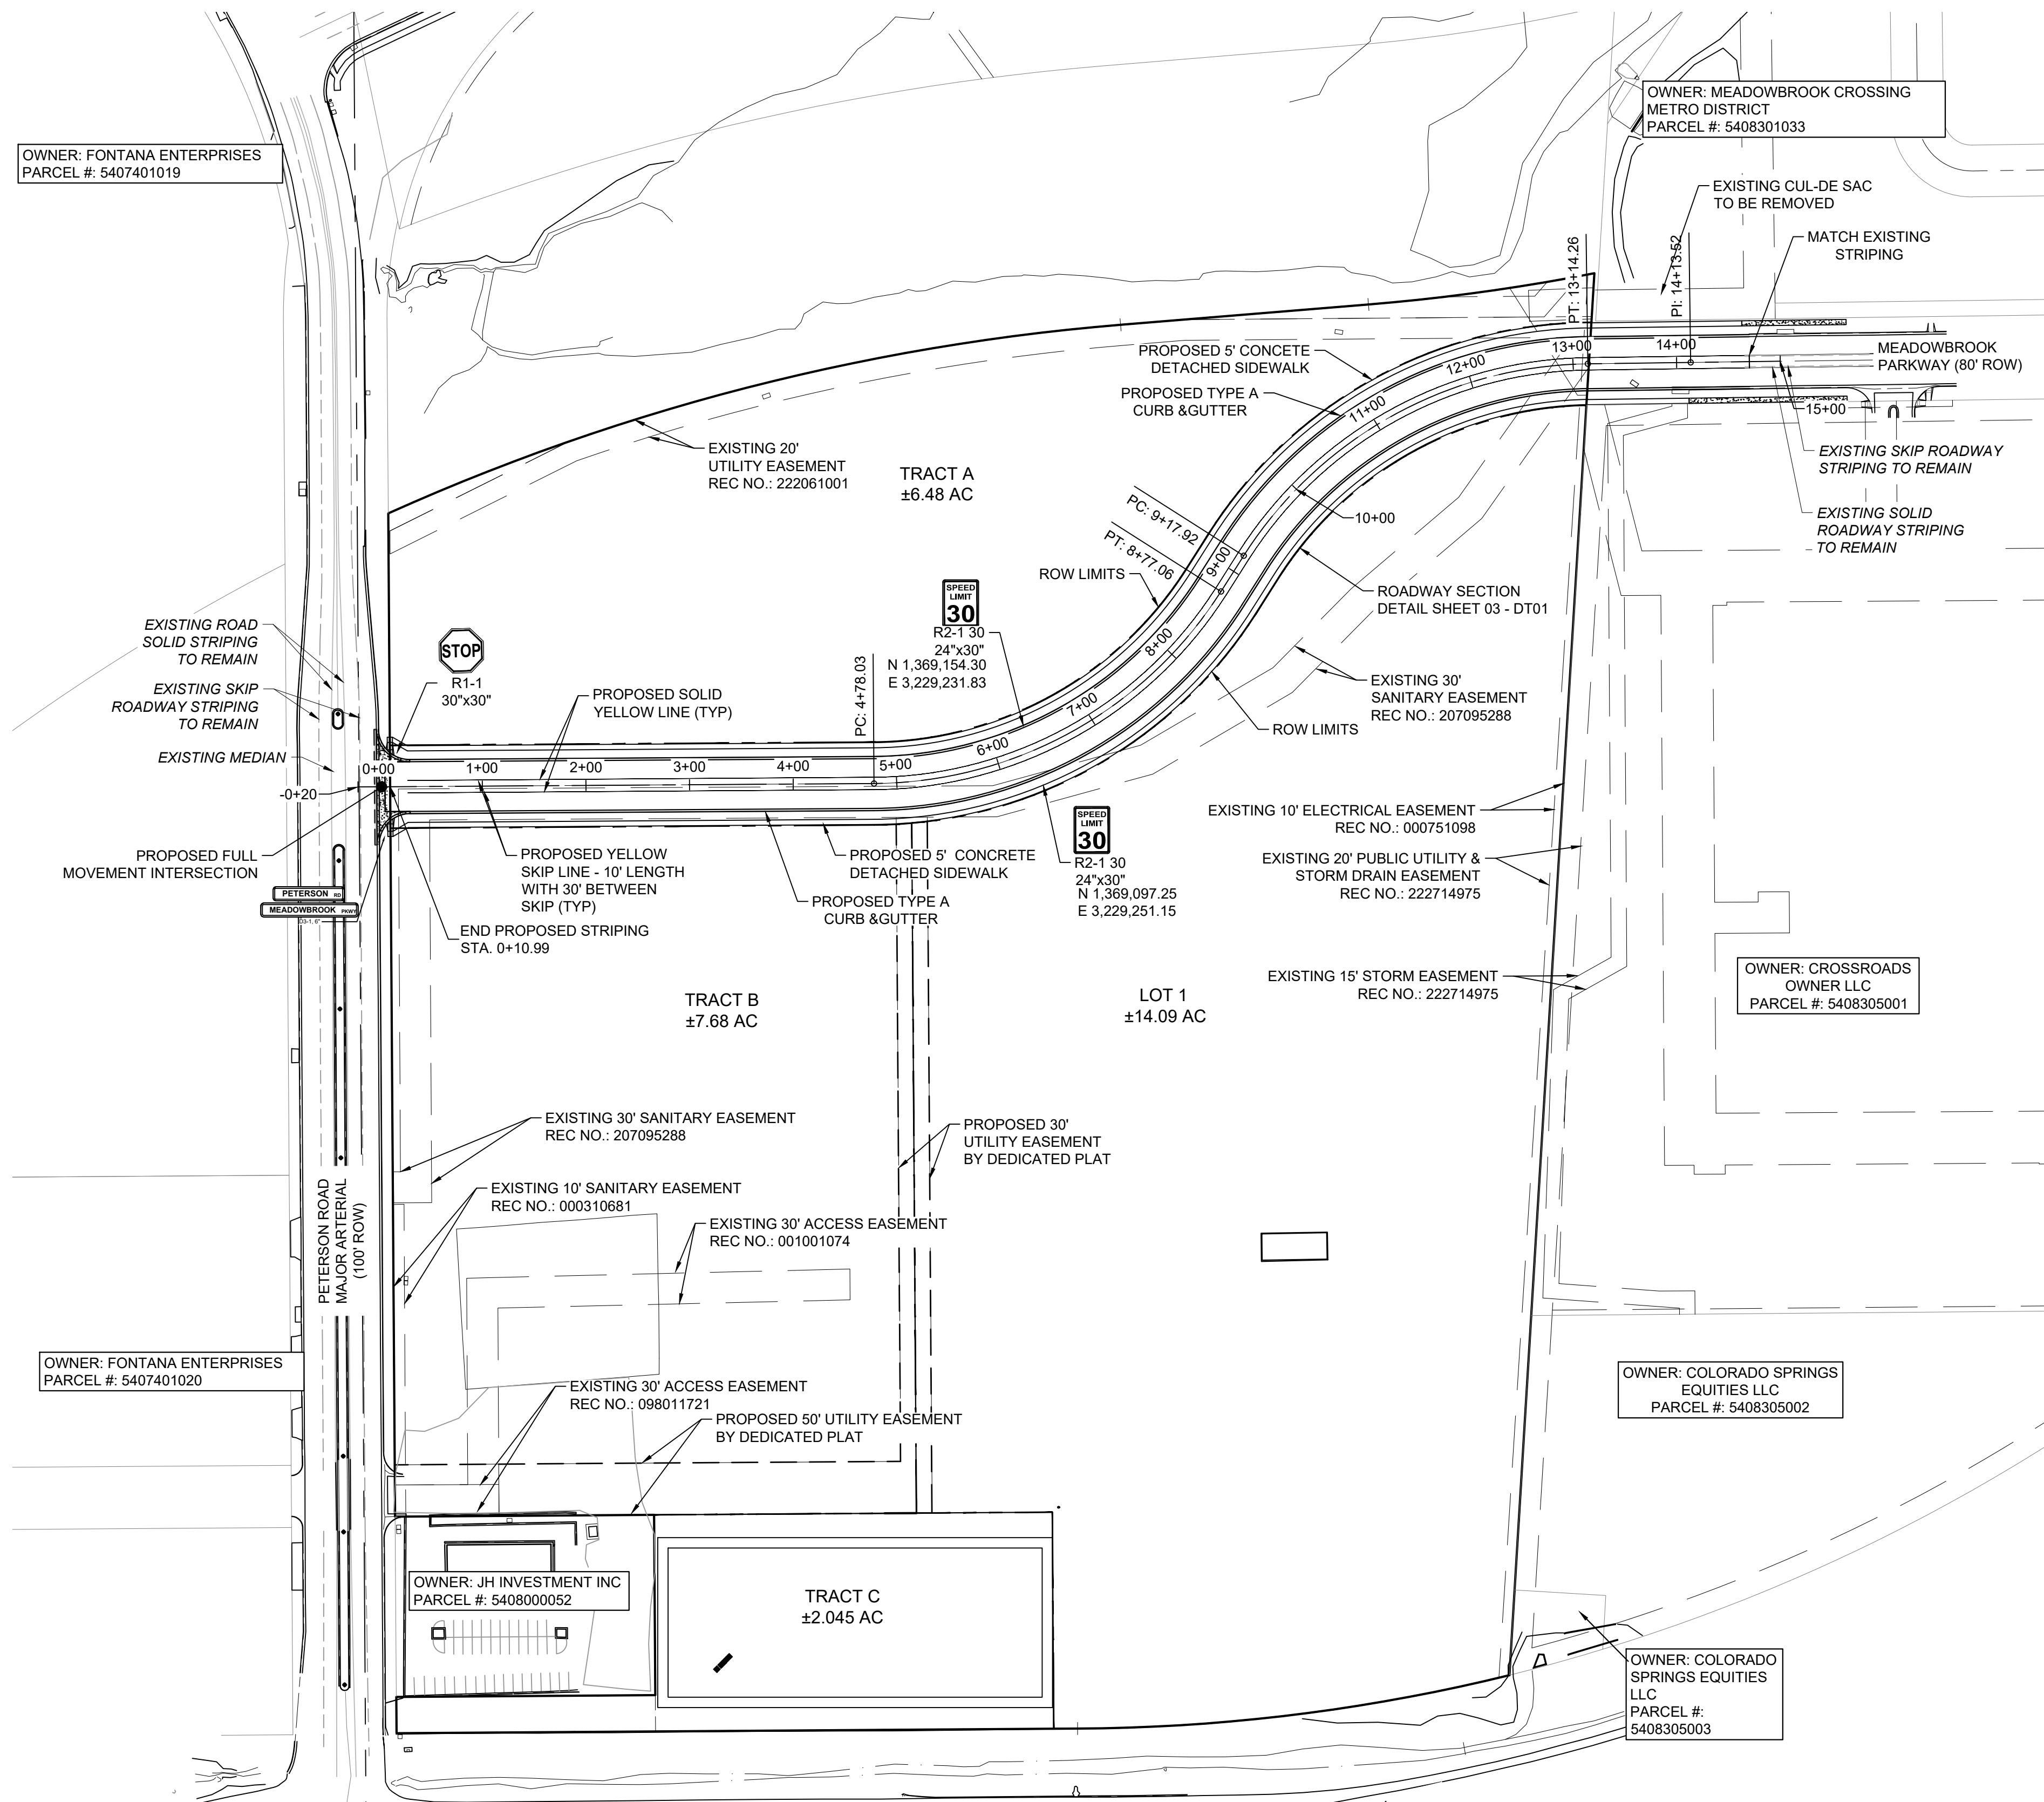 OWNER: MEADOWBROOK CROSSING
METRO DISTRICT
PARCEL #: 5408301033
OWNER: FONTANA ENTERPRISES
PARCEL #: 5407401019
EXISTING CUL-DE SAC
TO BE REMOVED
MATCH EXISTING
STRIPING
PT: 13+14.26
PI: 14+13.52
PROPOSED 5' CONCETE
DETACHED SIDEWALK
PROPOSED TYPE A
CURB &GUTTER
11+00
12+00
13+00
14+00
15+00
MEADOWBROOK
PARKWAY (80' ROW)
EXISTING SKIP ROADWAY
STRIPING TO REMAIN
EXISTING SOLID
ROADWAY STRIPING
TO REMAIN
EXISTING 20'
UTILITY EASEMENT
REC NO.: 222061001
TRACT A
±6.48 AC
PC: 9+17.92
PT: 8+77.06
10+00
9+00
ROW LIMITS
ROADWAY SECTION
DETAIL SHEET 03 - DT01
SPEED
LIMIT
30
R2-1 30
24"x30"
N 1,369,154.30
E 3,229,231.83
EXISTING ROAD
SOLID STRIPING
TO REMAIN
EXISTING SKIP
ROADWAY STRIPING
TO REMAIN
EXISTING MEDIAN
STOP
R1-1
30"x30"
PROPOSED SOLID
YELLOW LINE (TYP)
PC: 4+78.03
EXISTING 30'
SANITARY EASEMENT
REC NO.: 207095288
ROW LIMITS
-0+20
0+00
1+00
2+00
3+00
4+00
5+00
6+00
7+00
8+00
PROPOSED FULL
MOVEMENT INTERSECTION
PETERSON RD
MEADOWBROOK PKWY
D3-1, 6"
PROPOSED YELLOW
SKIP LINE - 10' LENGTH
WITH 30' BETWEEN
SKIP (TYP)
END PROPOSED STRIPING
STA. 0+10.99
PROPOSED 5' CONCRETE
DETACHED SIDEWALK
PROPOSED TYPE A
CURB &GUTTER
SPEED
LIMIT
30
R2-1 30
24"x30"
N 1,369,097.25
E 3,229,251.15
EXISTING 10' ELECTRICAL EASEMENT
REC NO.: 000751098
EXISTING 20' PUBLIC UTILITY &
STORM DRAIN EASEMENT
REC NO.: 222714975
EXISTING 15' STORM EASEMENT
REC NO.: 222714975
OWNER: CROSSROADS
OWNER LLC
PARCEL #: 5408305001
TRACT B
±7.68 AC
LOT 1
±14.09 AC
EXISTING 30' SANITARY EASEMENT
REC NO.: 207095288
PROPOSED 30'
UTILITY EASEMENT
BY DEDICATED PLAT
EXISTING 10' SANITARY EASEMENT
REC NO.: 000310681
EXISTING 30' ACCESS EASEMENT
REC NO.: 001001074
PETERSON ROAD
MAJOR ARTERIAL
(100' ROW)
OWNER: FONTANA ENTERPRISES
PARCEL #: 5407401020
EXISTING 30' ACCESS EASEMENT
REC NO.: 098011721
PROPOSED 50' UTILITY EASEMENT
BY DEDICATED PLAT
OWNER: COLORADO SPRINGS
EQUITIES LLC
PARCEL #: 5408305002
OWNER: JH INVESTMENT INC
PARCEL #: 5408000052
TRACT C
±2.045 AC
OWNER: COLORADO
SPRINGS EQUITIES
LLC
PARCEL #:
5408305003